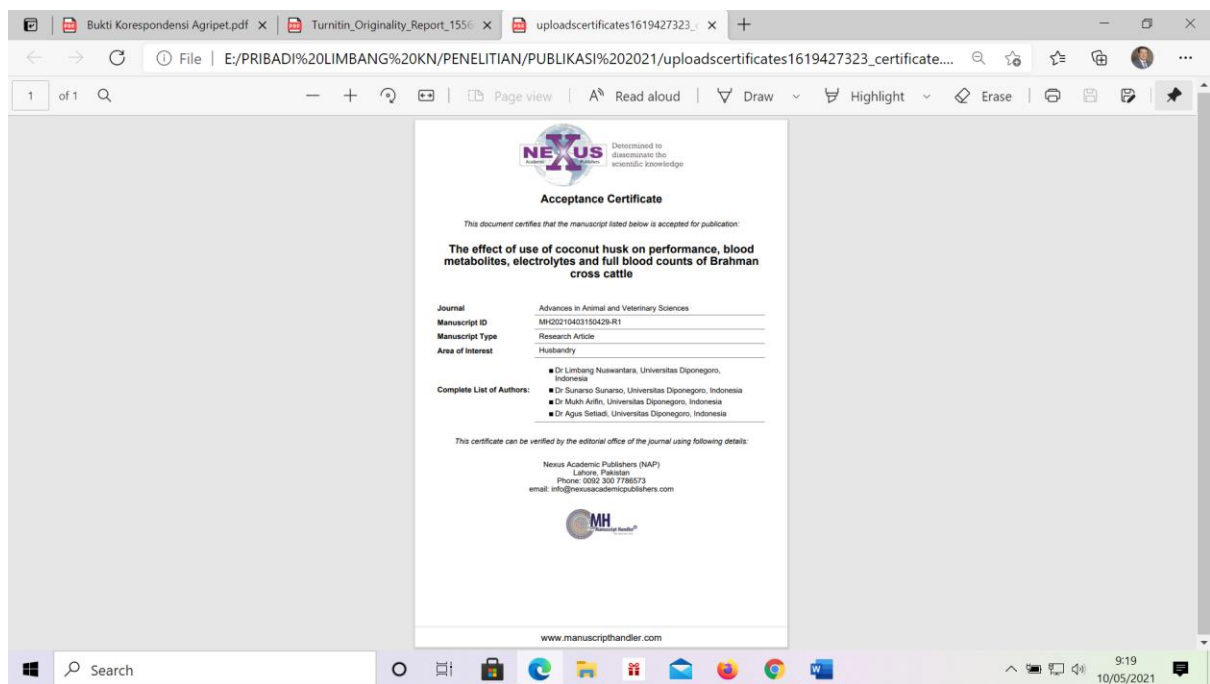 Bukti Korespondensi Agripet.pdf
Turnitin_Originality_Report_1556
uploadscertificates1619427323_c
File | E:/PRIBADI%20LIMBANG%20KN/PENELITIAN/PUBLIKASI%202021/uploadscertificates1619427323_certificate....
1 of 1
Page view
Read aloud
Draw
Highlight
Erase
NEXUS
Academic Publishers
Determined to
disseminate the
scientific knowledge
Acceptance Certificate
This document certifies that the manuscript listed below is accepted for publication:
The effect of use of coconut husk on performance, blood
metabolites, electrolytes and full blood counts of Brahman
cross cattle
Journal Advances in Animal and Veterinary Sciences
Manuscript ID MH20210403150429-R1
Manuscript Type Research Article
Area of Interest Husbandry
■ Dr Limbang Nuswantara, Universitas Diponegoro,
Indonesia
Complete List of Authors: ■ Dr Sunarso Sunarso, Universitas Diponegoro, Indonesia
■ Dr Mukh Arifin, Universitas Diponegoro, Indonesia
■ Dr Agus Setiadi, Universitas Diponegoro, Indonesia
This certificate can be verified by the editorial office of the journal using following details:
Nexus Academic Publishers (NAP)
Lahore, Pakistan
Phone: 0092 300 7786573
email: info@nexusacademicpublishers.com
MH
Manuscript Handler®
www.manuscripthandler.com
Search
9:19
10/05/2021